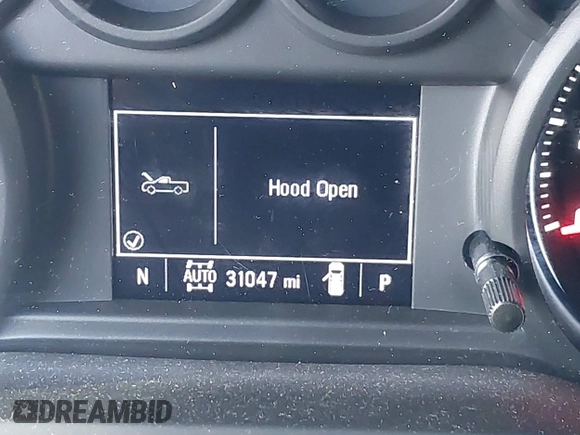 Hood Open
N AUTO 31047 mi P
DREAMBID